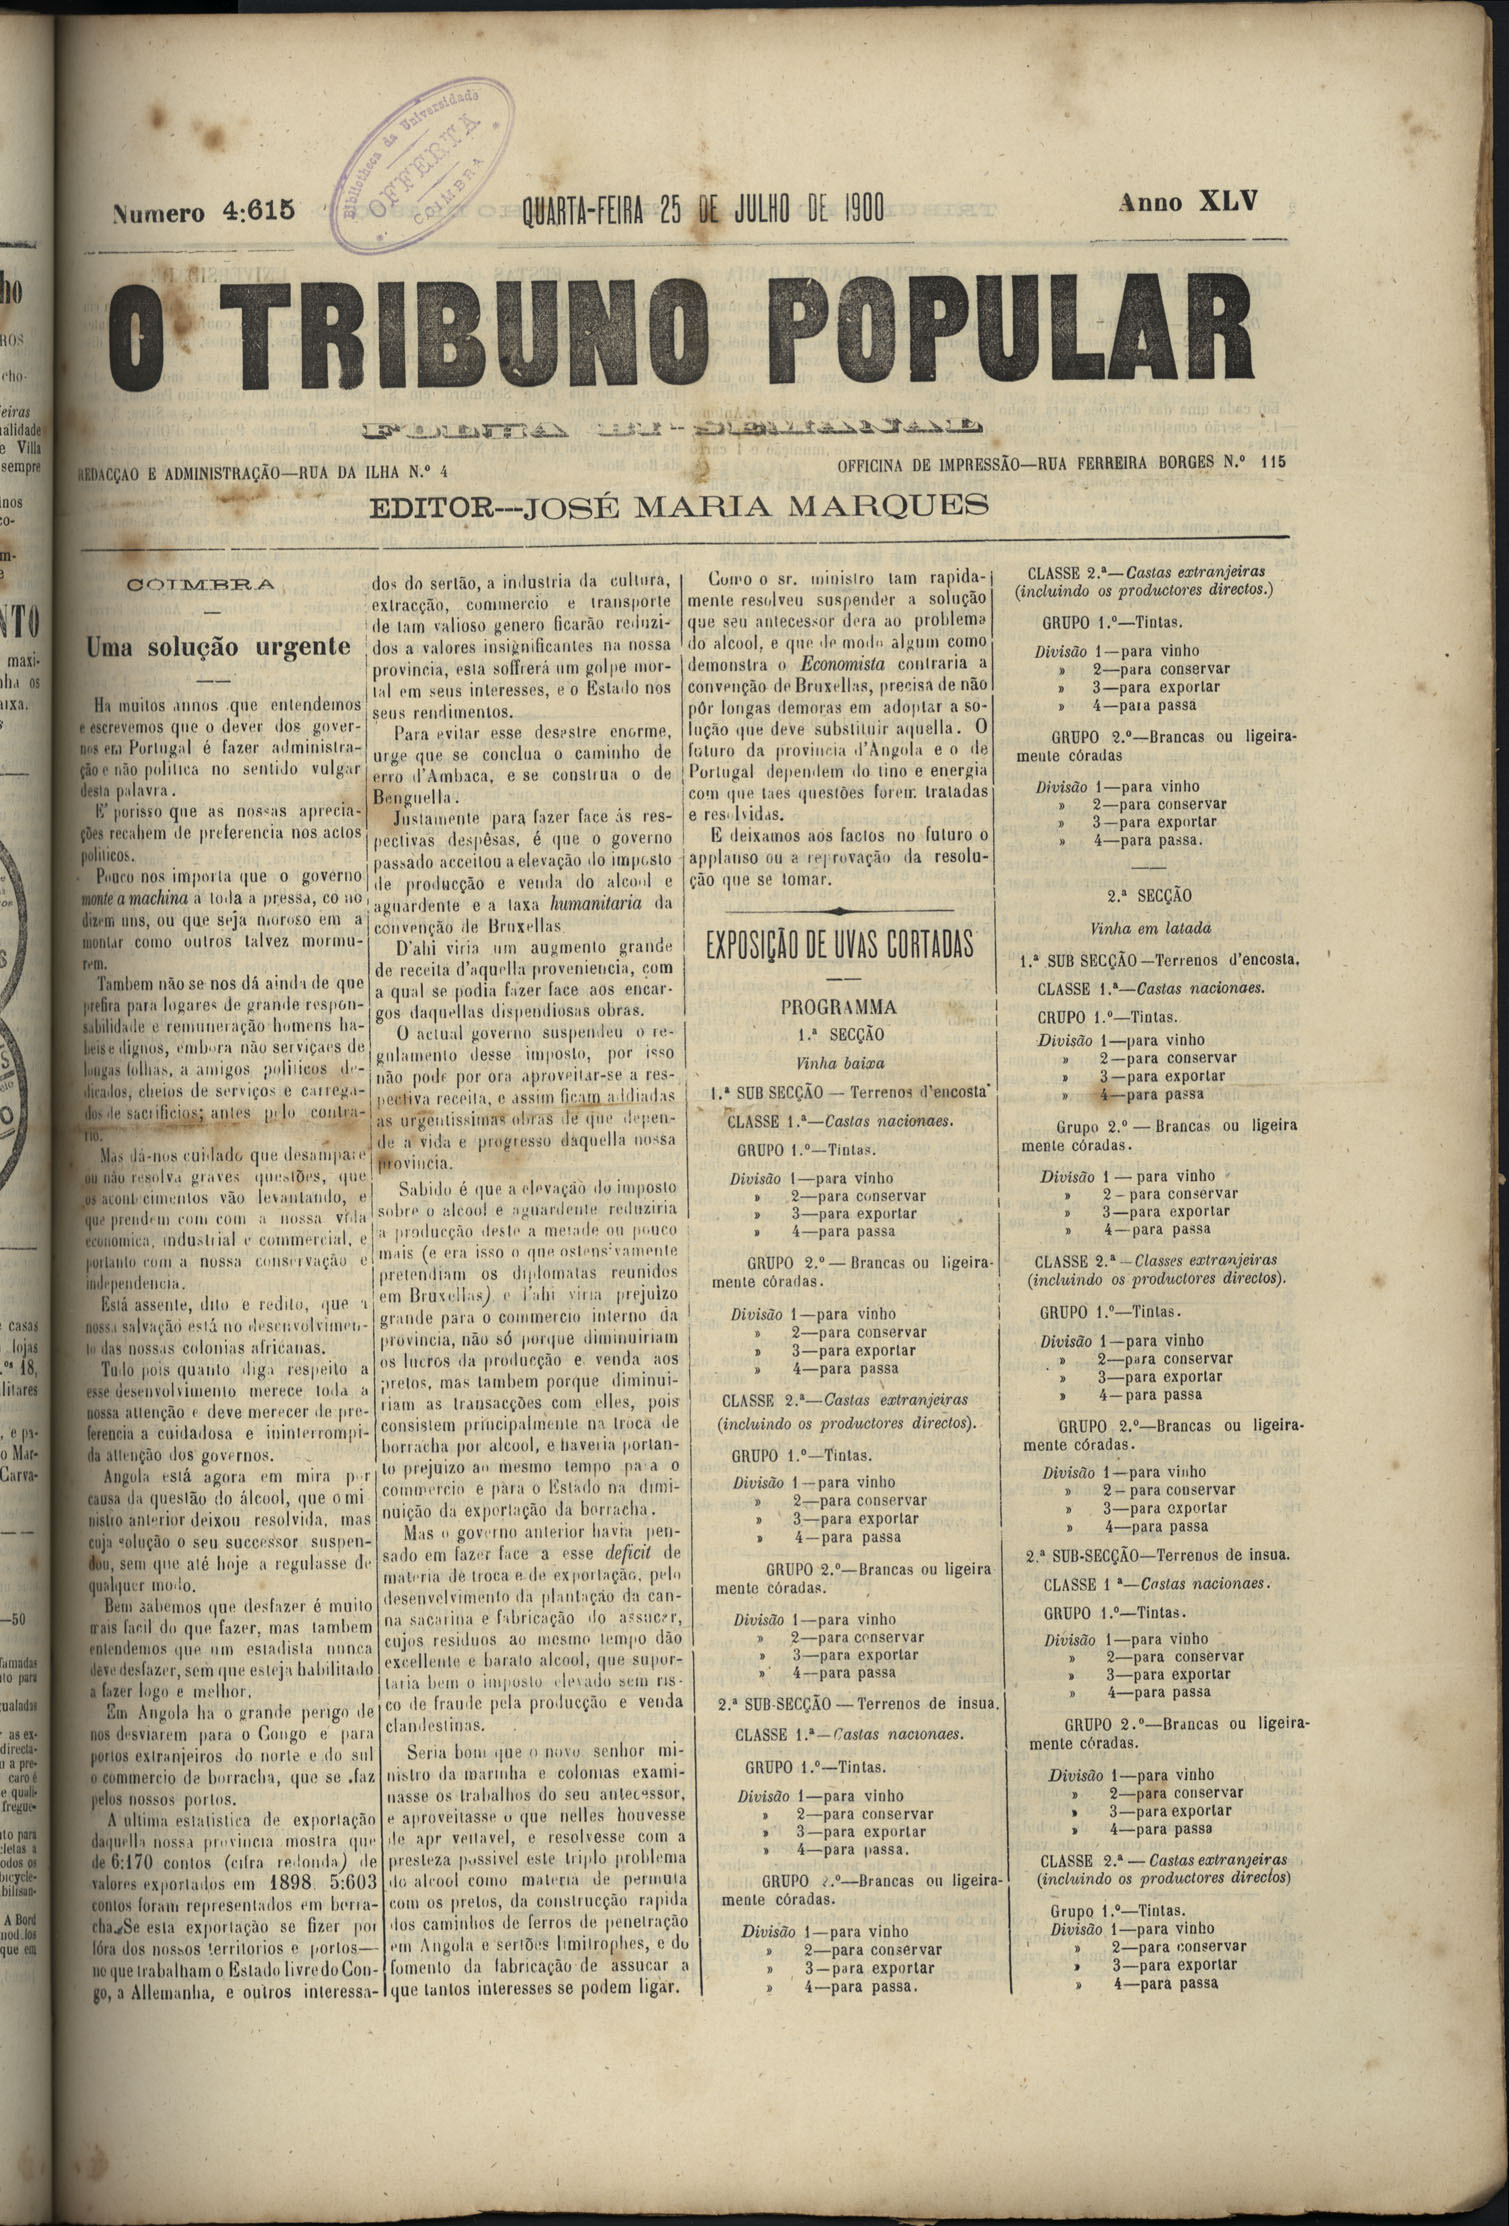 Numero 4:615
Bibliotheca da Universidade
OFFERTA
COIMBRA
QUARTA-FEIRA 25 DE JULHO DE 1900
Anno XLV
O TRIBUNO POPULAR
FOLHA BI-SEMANAL
REDACÇÃO E ADMINISTRAÇÃO—RUA DA ILHA N.º 4
OFFICINA DE IMPRESSÃO—RUA FERREIRA BORGES N.º 115
EDITOR---JOSÉ MARIA MARQUES
COIMBRA
Uma solução urgente
Ha muitos annos que entendemos
e escrevemos que o dever dos gover-
nos em Portugal é fazer administra-
ção e não politica no sentido vulgar
desta palavra.
E' porisso que as nossas aprecia-
ções recahem de preferencia nos actos
politicos.
Pouco nos importa que o governo
monte a machina a toda a pressa, co no
dizem uns, ou que seja moroso em a
montar como outros talvez mormu-
rem.
Tambem não se nos dá ainda de que
prefira para logares de grande respon-
sabilidade e remuneração homens ha-
beis e dignos, embora não serviçaes de
longas folhas, a amigos politicos de-
dicados, cheios de serviços e carrega-
dos de sacrificios; antes pelo contra-
rio.
Mas dá-nos cuidado que desampare
ou não resolva graves questões, que
os acontecimentos vão levantando, e
que prendem com com a nossa vida
economica, industrial e commercial, e
portanto com a nossa conservação e
independencia.
Está assente, dito e redito, que a
nossa salvação está no desenvolvimen-
to das nossas colonias africanas.
Tudo pois quanto diga respeito a
esse desenvolvimento merece toda a
nossa attenção e deve merecer de pre-
ferencia a cuidadosa e ininterrompi-
da attenção dos governos.
Angola está agora em mira por
causa da questão do álcool, que o mi
nistro anterior deixou resolvida, mas
cuja solução o seu successor suspen-
dou, sem que até hoje a regulasse de
qualquer modo.
Bem sabemos que desfazer é muito
mais facil do que fazer, mas tambem
entendemos que um estadista nunca
deve desfazer, sem que esteja habilitado
a fazer logo e melhor.
Em Angola ha o grande perigo de
nos desviarem para o Congo e para
portos extranjeiros do norte e do sul
o commercio de borracha, que se faz
pelos nossos portos.
A ultima estatistica de exportação
daquella nossa provincia mostra que
de 6:170 contos (cifra redonda) de
valores exportados em 1898 5:603
contos foram representados em borra-
cha. Se esta exportação se fizer por
fóra dos nossos territorios e portos—
no que trabalham o Estado livre do Con-
go, a Allemanha, e outros interessa-
dos do sertão, a industria da cultura,
extracção, commercio e transporte
de tam valioso genero ficarão reduzi-
dos a valores insignificantes na nossa
provincia, esta soffrerá um golpe mor-
tal em seus interesses, e o Estado nos
seus rendimentos.
Para evitar esse desastre enorme,
urge que se conclua o caminho de
erro d'Ambaca, e se construa o de
Benguella.
Justamente para fazer face ás res-
pectivas despêsas, é que o governo
passado acceitou a elevação do imposto
de producção e venda do alcool e
aguardente e a taxa humanitaria da
convenção de Bruxellas
D'ahi viria um augmento grande
de receita d'aquella proveniencia, com
a qual se podia fazer face aos encar-
gos daquellas dispendiosas obras.
O actual governo suspendeu o re-
gulamento desse imposto, por isso
não pode por ora aproveitar-se a res-
pectiva receita, e assim ficam addiadas
as urgentissimas obras de que depen-
de a vida e progresso daquella nossa
provincia.
Sabido é que a elevação do imposto
sobre o alcool e aguardente reduziria
a producção deste a metade ou pouco
mais (e era isso o que ostensivamente
pretendiam os diplomatas reunidos
em Bruxellas) e d'ahi viria prejuizo
grande para o commercio interno da
provincia, não só porque diminuiriam
os lucros da producção e venda aos
pretos, mas tambem porque diminui-
riam as transacções com elles, pois
consistem principalmente na troca de
borracha por alcool, e haveria portan-
to prejuizo ao mesmo tempo para o
commercio e para o Estado na dimi-
nuição da exportação da borracha.
Mas o governo anterior havia pen-
sado em fazer face a esse deficit de
materia de troca e de exportação, pelo
desenvolvimento da plantação da can-
na sacarina e fabricação do assucar,
cujos residuos ao mesmo tempo dão
excellente e barato alcool, que supor-
taria bem o imposto elevado sem ris-
co de fraude pela producção e venda
clandestinas.
Seria bom que o novo senhor mi-
nistro da marinha e colonias exami-
nasse os trabalhos do seu antecessor,
e aproveitasse o que nelles houvesse
de apr veitavel, e resolvesse com a
presteza possivel este triplo problema
do alcool como materia de permuta
com os pretos, da construcção rapida
dos caminhos de ferros de penetração
em Angola e sertões limitrophes, e do
fomento da fabricação de assucar a
que tantos interesses se podem ligar.
Como o sr. ministro tam rapida-
mente resolveu suspender a solução
que seu antecessor dera ao problema
do alcool, e que de modo algum como
demonstra o Economista contraria a
convenção de Bruxellas, precisa de não
pôr longas demoras em adoptar a so-
lução que deve substituir aquella. O
futuro da provincia d'Angola e o de
Portugal dependem do tino e energia
com que taes questões forem tratadas
e resolvidas.
E deixamos aos factos no futuro o
applauso ou a reprovação da resolu-
ção que se tomar.
EXPOSIÇÃO DE UVAS CORTADAS
PROGRAMMA
1.ª SECÇÃO
Vinha baixa
1.ª SUB SECÇÃO — Terrenos d'encosta
CLASSE 1.ª—Castas nacionaes.
GRUPO 1.º—Tintas.
Divisão 1—para vinho
» 2—para conservar
» 3—para exportar
» 4—para passa
GRUPO 2.º—Brancas ou ligeira-
mente córadas.
Divisão 1—para vinho
» 2—para conservar
» 3—para exportar
» 4—para passa
CLASSE 2.ª—Castas extranjeiras
(incluindo os productores directos).
GRUPO 1.º—Tintas.
Divisão 1—para vinho
» 2—para conservar
» 3—para exportar
» 4—para passa
GRUPO 2.º—Brancas ou ligeira
mente córadas.
Divisão 1—para vinho
» 2—para conservar
» 3—para exportar
» 4—para passa
2.ª SUB-SECÇÃO—Terrenos de insua.
CLASSE 1.ª—Castas nacionaes.
GRUPO 1.º—Tintas.
Divisão 1—para vinho
» 2—para conservar
» 3—para exportar
» 4—para passa.
GRUPO 2.º—Brancas ou ligeira-
mente córadas.
Divisão 1—para vinho
» 2—para conservar
» 3—para exportar
» 4—para passa.
CLASSE 2.ª—Castas extranjeiras
(incluindo os productores directos.)
GRUPO 1.º—Tintas.
Divisão 1—para vinho
» 2—para conservar
» 3—para exportar
» 4—para passa
GRUPO 2.º—Brancas ou ligeira-
mente córadas
Divisão 1—para vinho
» 2—para conservar
» 3—para exportar
» 4—para passa.
2.ª SECÇÃO
Vinha em latada
1.ª SUB SECÇÃO—Terrenos d'encosta.
CLASSE 1.ª—Castas nacionaes.
CRUPO 1.º—Tintas.
Divisão 1—para vinho
» 2—para conservar
» 3—para exportar
» 4—para passa
Grupo 2.º — Brancas ou ligeira
mente córadas.
Divisão 1 — para vinho
» 2 – para conservar
» 3—para exportar
» 4—para passa
CLASSE 2.ª—Classes extranjeiras
(incluindo os productores directos).
GRUPO 1.º—Tintas.
Divisão 1—para vinho
» 2—para conservar
» 3—para exportar
» 4—para passa
GRUPO 2.º—Brancas ou ligeira-
mente córadas.
Divisão 1—para vinho
» 2 – para conservar
» 3—para exportar
» 4—para passa
2.ª SUB-SECÇÃO—Terrenos de insua.
CLASSE 1 ª—Castas nacionaes.
GRUPO 1.º—Tintas.
Divisão 1—para vinho
» 2—para conservar
» 3—para exportar
» 4—para passa
GRUPO 2.º—Brancas ou ligeira-
mente córadas.
Divisão 1—para vinho
» 2—para conservar
» 3—para exportar
» 4—para passa
CLASSE 2.ª — Castas extranjeiras
(incluindo os productores directos)
Grupo 1.º—Tintas.
Divisão 1—para vinho
» 2—para conservar
» 3—para exportar
» 4—para passa